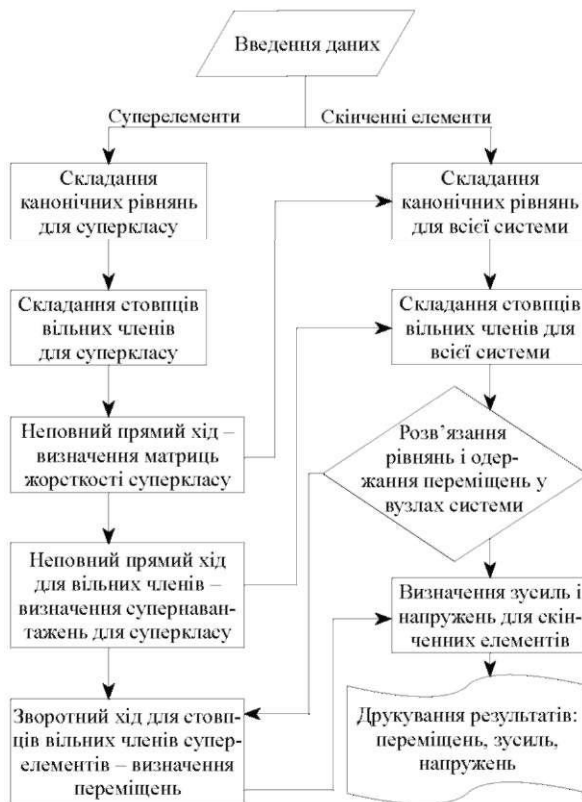 Введення даних
Суперелементи
Скінченні елементи
Складання
канонічних рівнянь
для суперкласу
Складання
канонічних рівнянь
для всієї системи
Складання стовпців
вільних членів
для суперкласу
Складання стовпців
вільних членів для
всієї системи
Неповний прямий хід –
визначення матриць
жорсткості суперкласу
Розв’язання
рівнянь і одер-
жання переміщень у
вузлах системи
Неповний прямий хід
для вільних членів –
визначення супернаван-
тажень для суперкласу
Визначення зусиль і
напружень для скін-
ченних елементів
Зворотний хід для стовп-
ців вільних членів супер-
елементів – визначення
переміщень
Друкування результатів:
переміщень, зусиль,
напружень